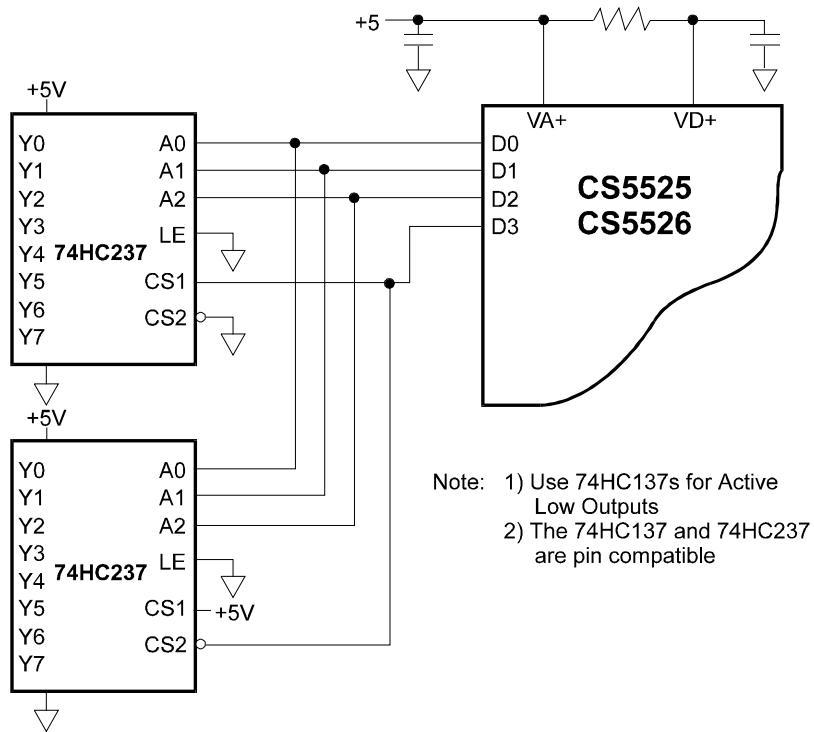 +5
VA+ VD+
+5V
Y0 A0
Y1 A1
Y2 A2
Y3
LE
Y4 74HC237
Y5 CS1
Y6
CS2
Y7
D0
D1
D2
D3
CS5525
CS5526
+5V
Y0 A0
Y1 A1
Y2 A2
Y3
LE
Y4 74HC237
Y5 CS1 +5V
Y6
CS2
Y7
Note: 1) Use 74HC137s for Active
Low Outputs
2) The 74HC137 and 74HC237
are pin compatible